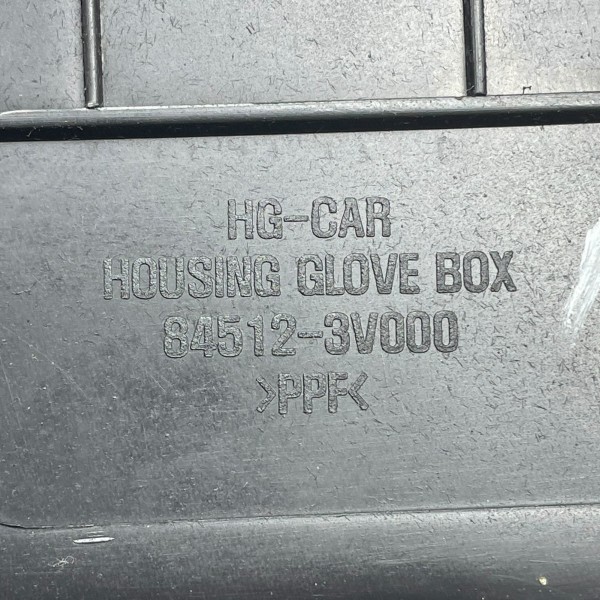 HG-CAR
HOUSING GLOVE BOX
84512-3V000
>PPF<